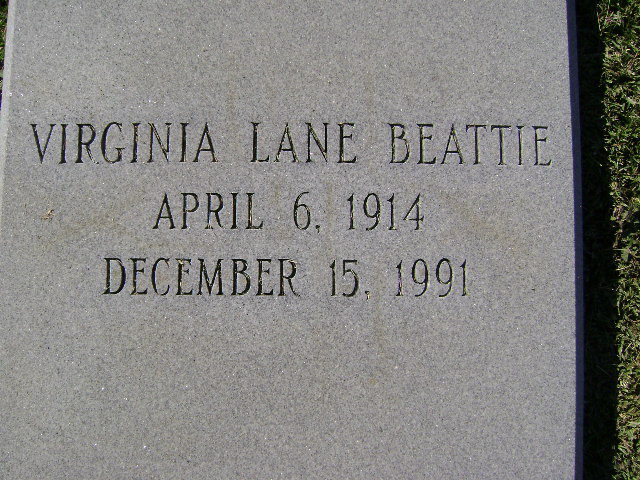 VIRGINIA LANE BEATTIE
APRIL 6, 1914
DECEMBER 15, 1991